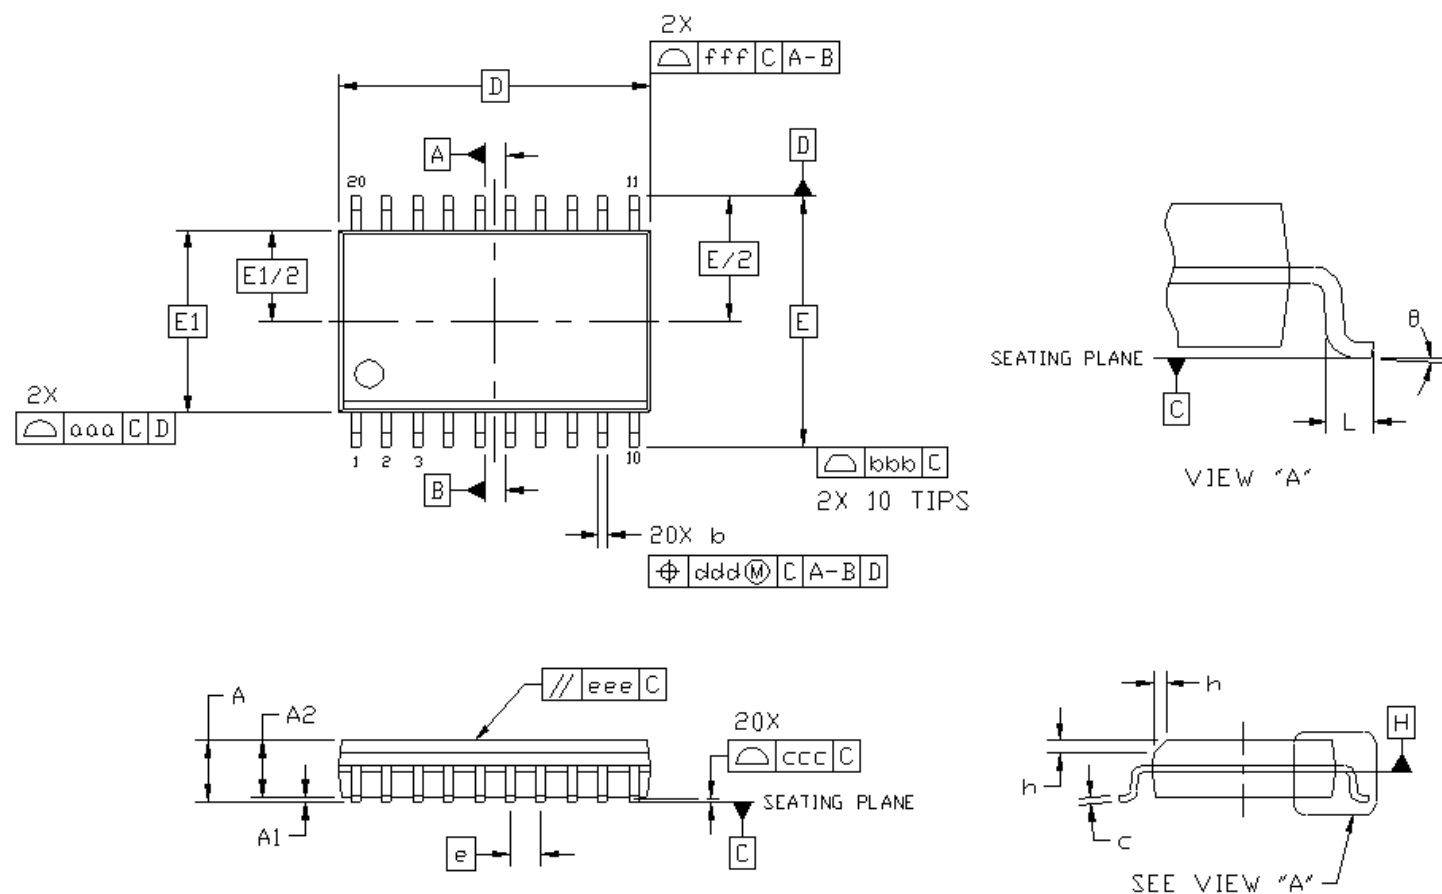 2X
fff C A-B
D
A
D
20
11
E1/2
E/2
E1
E
θ
SEATING PLANE
2X
aaa C D
C
L
1 2 3
10
bbb C
B
2X 10 TIPS
VIEW "A"
20X b
ddd Ⓜ C A-B D
// eee C
A
A2
h
20X
H
ccc C
SEATING PLANE
h
A1
e
C
c
SEE VIEW "A"